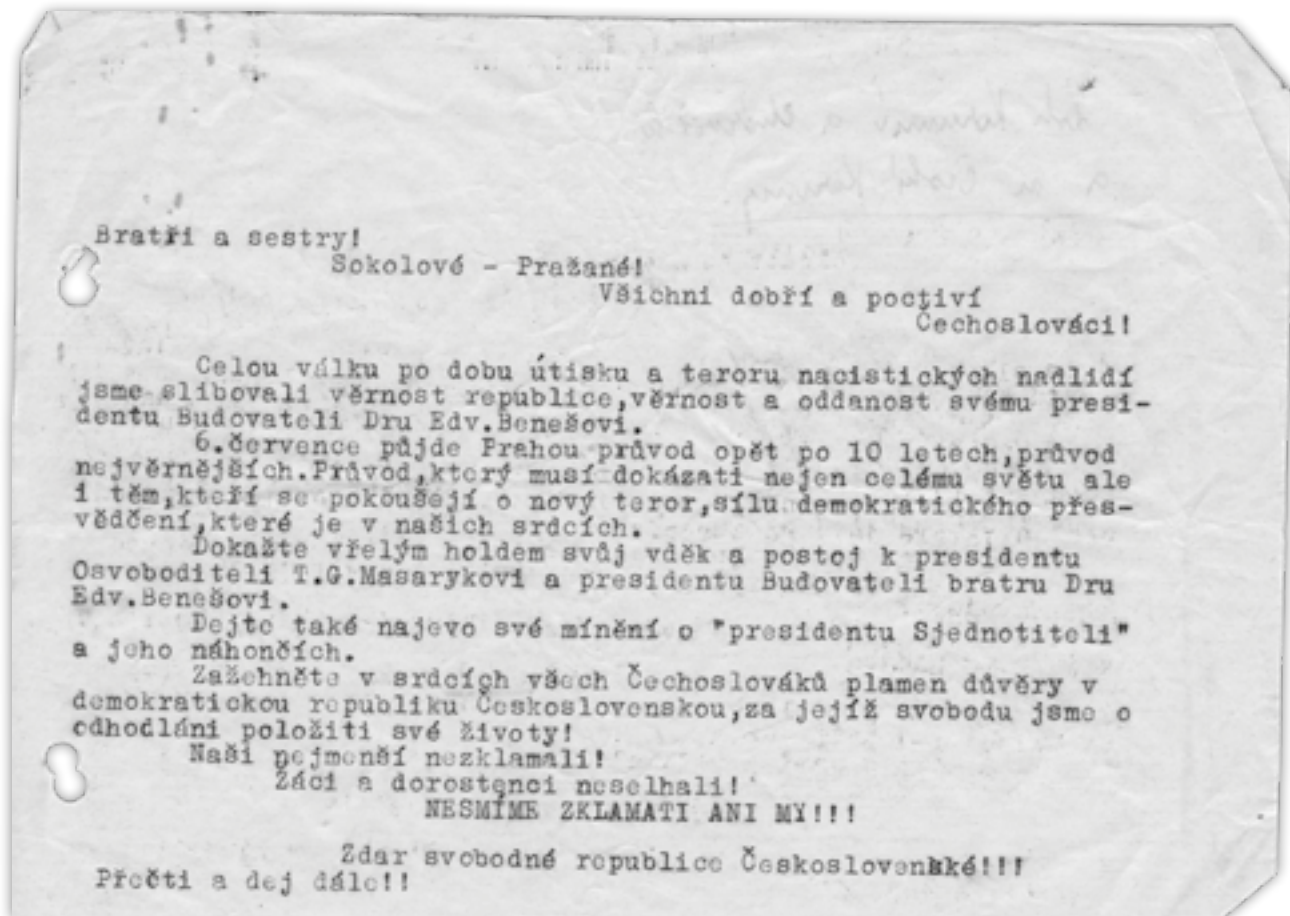 Bratři a sestry!
Sokolové - Pražané!
Všichni dobří a poctiví
Čechoslováci!
Celou válku po dobu útisku a teroru nacistických nadlidí
jsme slibovali věrnost republice,věrnost a oddanost svému presi-
dentu Budovateli Dru Edv.Benešovi.
6.července půjde Prahou průvod opět po 10 letech,průvod
nejvěrnějších.Průvod,který musí dokázati nejen celému světu ale
i těm,kteří se pokoušejí o nový teror,sílu demokratického přes-
vědčení,které je v našich srdcích.
Dokažte vřelým holdem svůj vděk a postoj k presidentu
Osvoboditeli T.G.Masarykovi a presidentu Budovateli bratru Dru
Edv.Benešovi.
Dejte také najevo své mínění o "presidentu Sjednotiteli"
a jeho náhončích.
Zažehněte v srdcích všech Čechoslováků plamen důvěry v
demokratickou republiku Československou,za jejíž svobodu jsme o
odhodláni položiti své životy!
Naši nejmenší nezklamali!
Žáci a dorostenci neselhali!
NESMÍME ZKLAMATI ANI MY!!!
Zdar svobodné republice Československé!!!
Přečti a dej dále!!